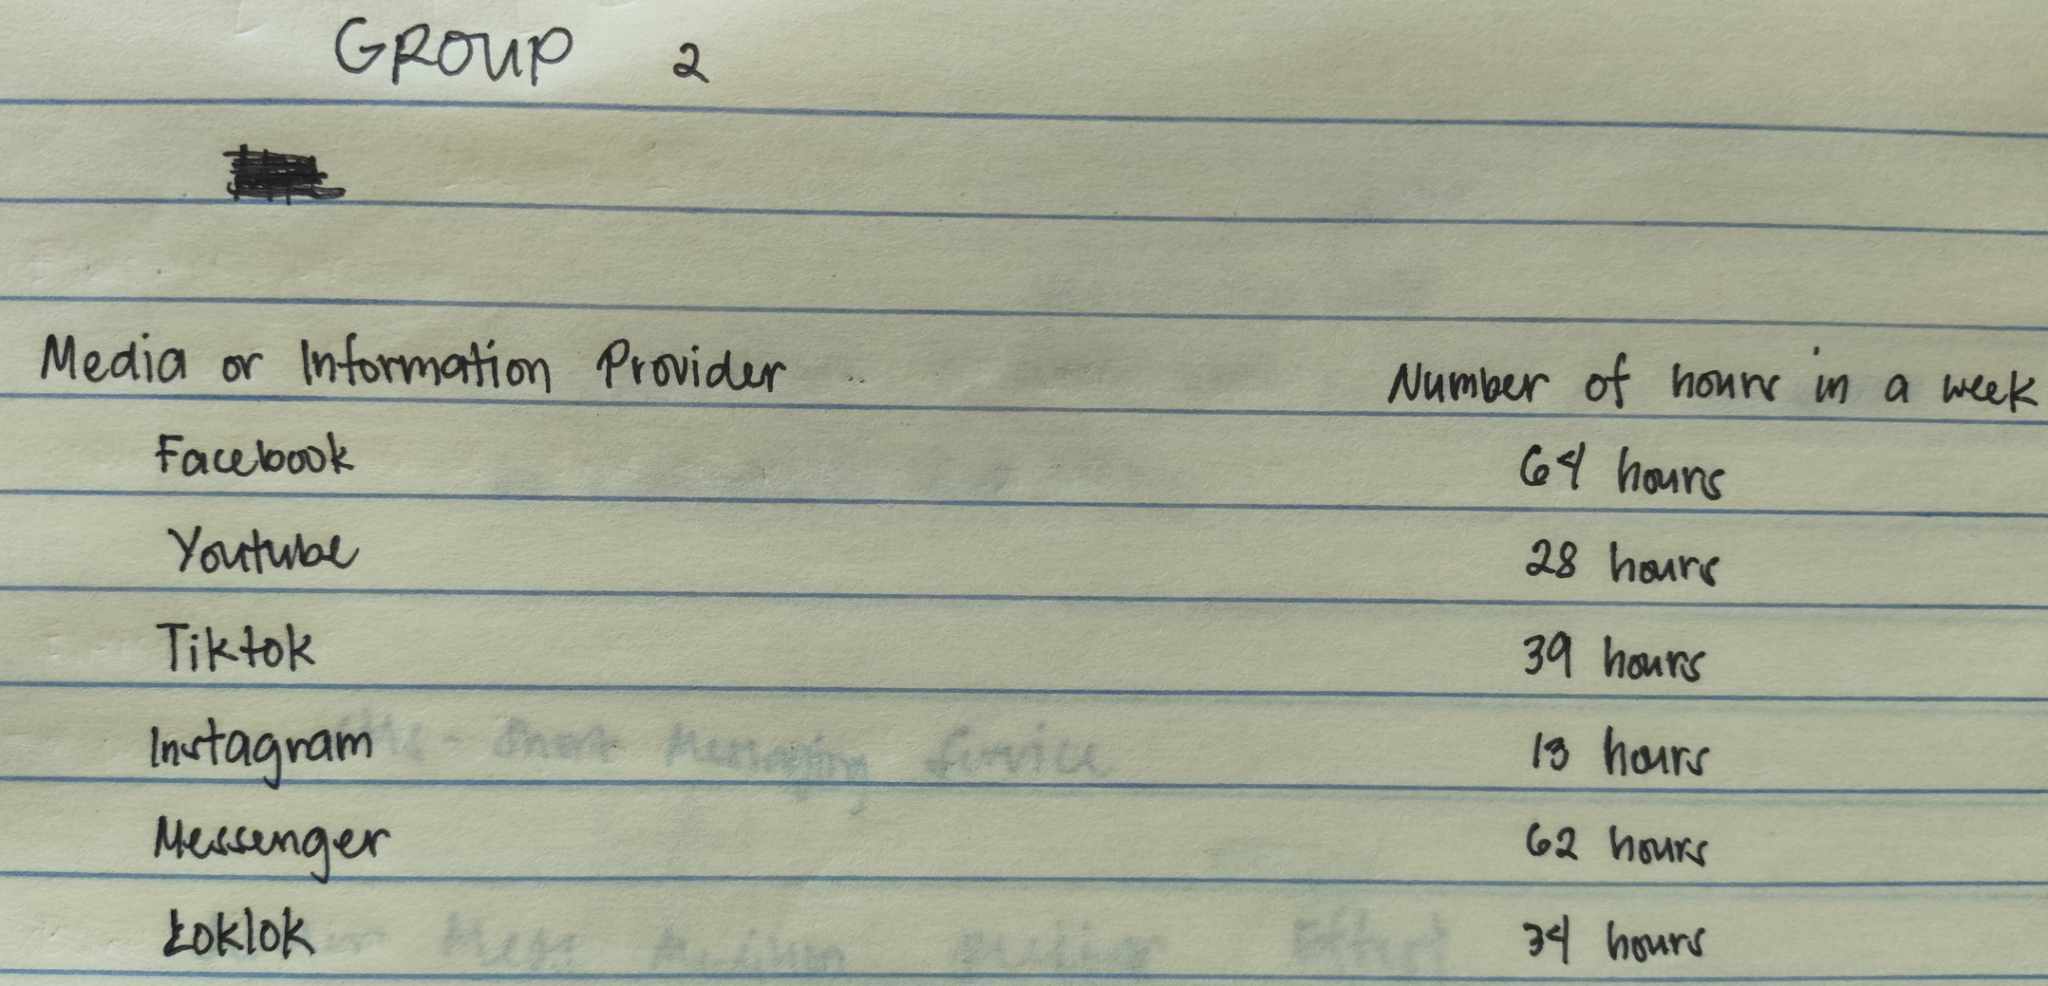 GROUP 2
Media or Information Provider Number of hours in a week
Facebook 64 hours
Youtube 28 hours
Tiktok 39 hours
Instagram 13 hours
Messenger 62 hours
Loklok 34 hours